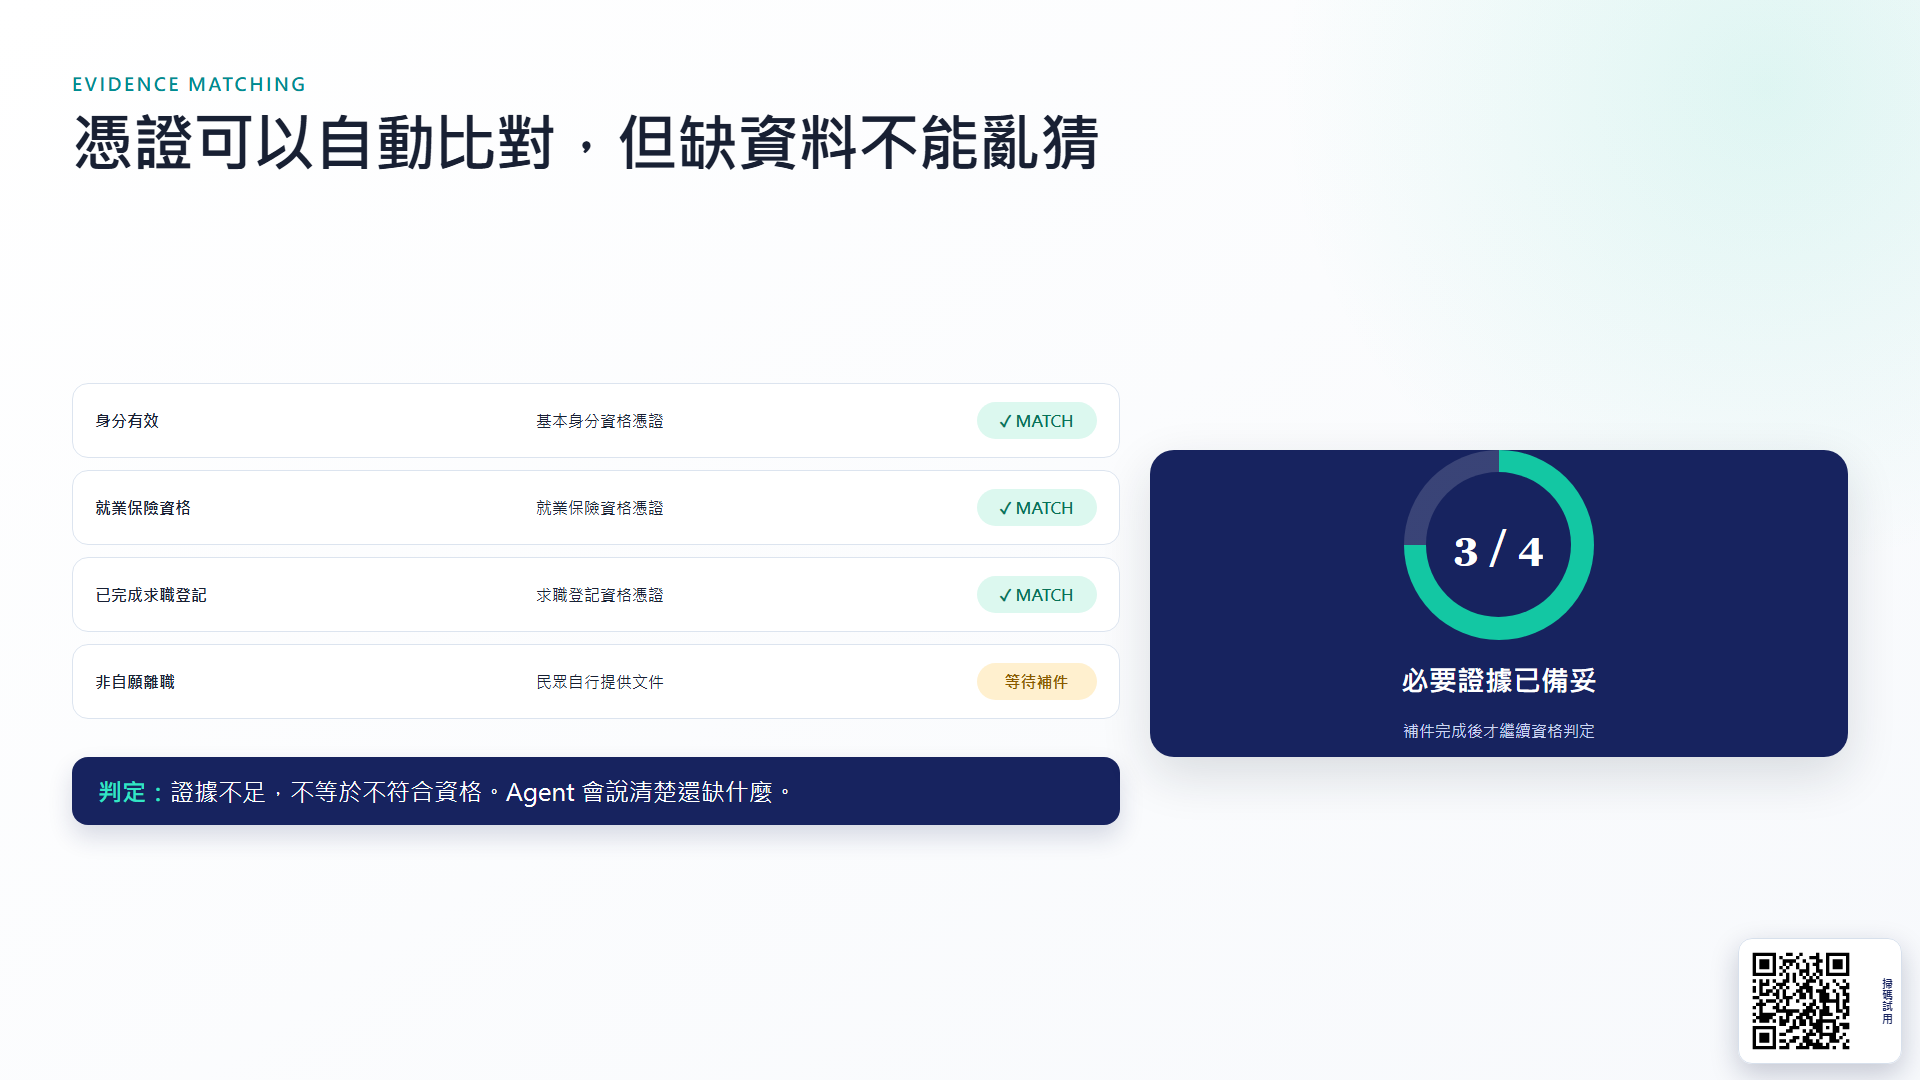 EVIDENCE MATCHING
憑證可以自動比對，但缺資料不能亂猜
身分有效
基本身分資格憑證
✓ MATCH
就業保險資格
就業保險資格憑證
✓ MATCH
已完成求職登記
求職登記資格憑證
✓ MATCH
非自願離職
民眾自行提供文件
等待補件
判定：證據不足，不等於不符合資格。Agent 會說清楚還缺什麼。
3 / 4
必要證據已備妥
補件完成後才繼續資格判定
掃碼試用